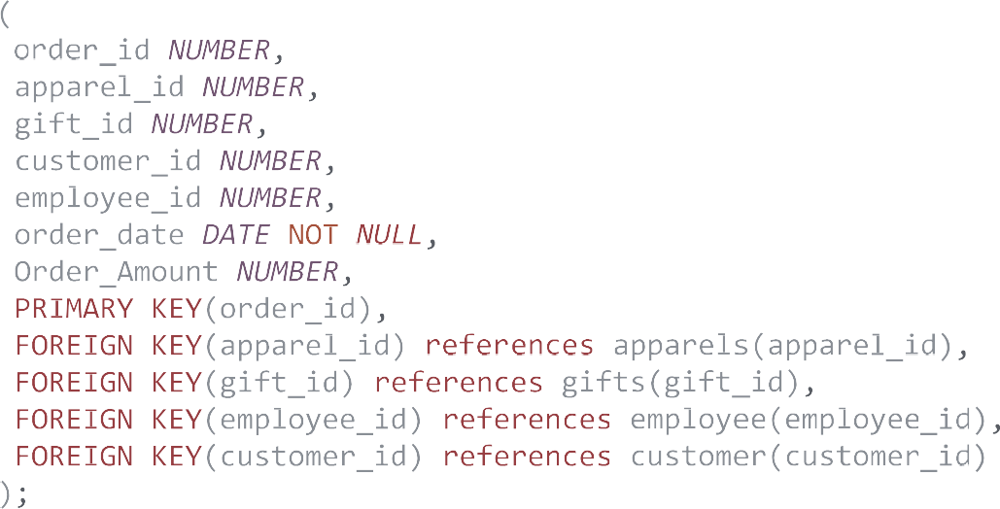 (
order_id NUMBER,
apparel_id NUMBER,
gift_id NUMBER,
customer_id NUMBER,
employee_id NUMBER,
order_date DATE NOT NULL,
Order_Amount NUMBER,
PRIMARY KEY(order_id),
FOREIGN KEY(apparel_id) references apparels(apparel_id),
FOREIGN KEY(gift_id) references gifts(gift_id),
FOREIGN KEY(employee_id) references employee(employee_id),
FOREIGN KEY(customer_id) references customer(customer_id)
);